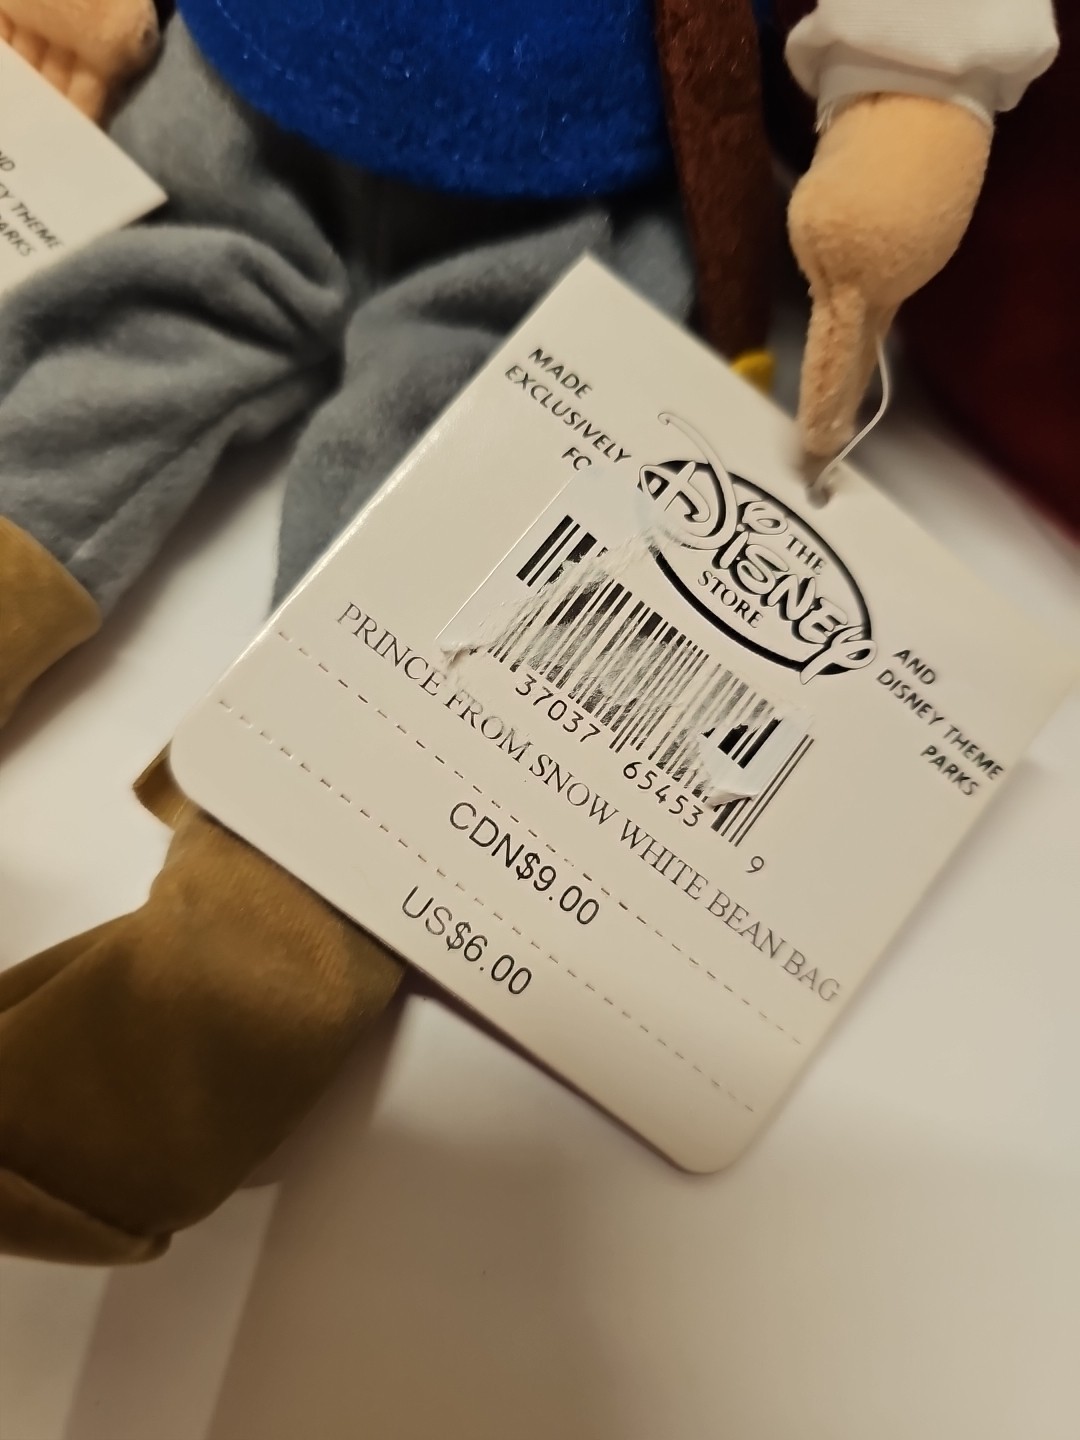 MADE
EXCLUSIVELY
THE
DISNEY
STORE
AND
DISNEY THEME
PARKS
37037 65453 9
PRINCE FROM SNOW WHITE BEAN BAG
CDN$9.00
US$6.00
THEME